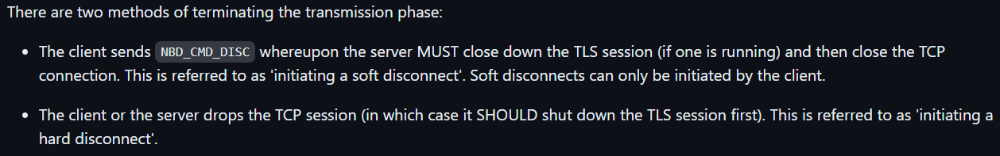 There are two methods of terminating the transmission phase:
• The client sends NBD_CMD_DISC whereupon the server MUST close down the TLS session (if one is running) and then close the TCP
connection. This is referred to as 'initiating a soft disconnect'. Soft disconnects can only be initiated by the client.
• The client or the server drops the TCP session (in which case it SHOULD shut down the TLS session first). This is referred to as 'initiating a
hard disconnect'.